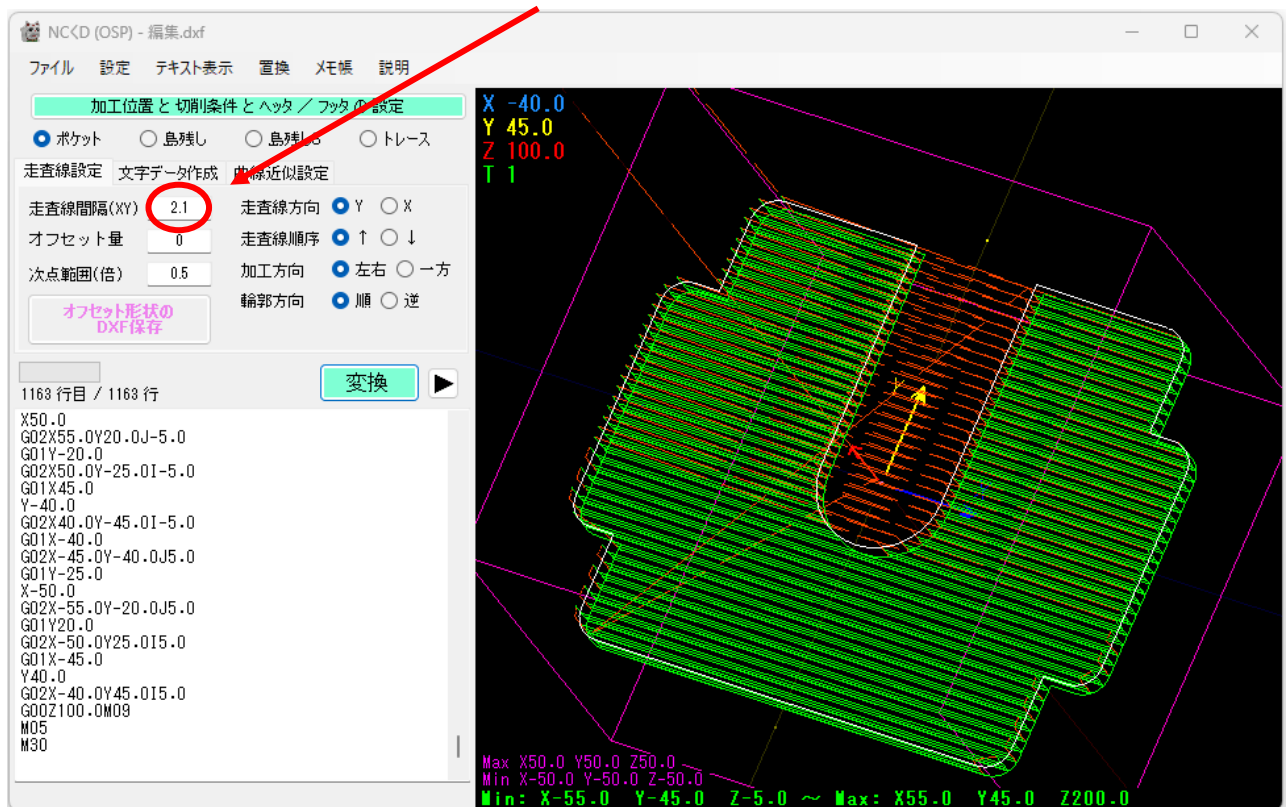 NCくD (OSP) - 編集.dxf
ファイル 設定 テキスト表示 置換 メモ帳 説明
加工位置 と 切削条件 と ヘッダ / フッタ の 設定
ポケット 島残し 島残し トレース
走査線設定 文字データ作成 曲線近似設定
走査線間隔(XY) 2.1 走査線方向 Y X
オフセット量 0 走査線順序 ↑ ↓
次点範囲(倍) 0.5 加工方向 左右 一方
輪郭方向 順 逆
オフセット形状の
DXF保存
変換
1163 行目 / 1163 行
X50.0
G02X55.0Y20.0J-5.0
G01Y-20.0
G02X50.0Y-25.0I-5.0
G01X45.0
Y-40.0
G02X40.0Y-45.0I-5.0
G01X-40.0
G02X-45.0Y-40.0J5.0
G01Y-25.0
X-50.0
G02X-55.0Y-20.0J5.0
G01Y20.0
G02X-50.0Y25.0I5.0
G01X-45.0
Y40.0
G02X-40.0Y45.0I5.0
G00Z100.0M09
M05
M30
X -40.0
Y 45.0
Z 100.0
T 1
Y
Max X50.0 Y50.0 Z50.0
Min X-50.0 Y-50.0 Z-50.0
Min: X-55.0 Y-45.0 Z-5.0 ～ Max: X55.0 Y45.0 Z200.0